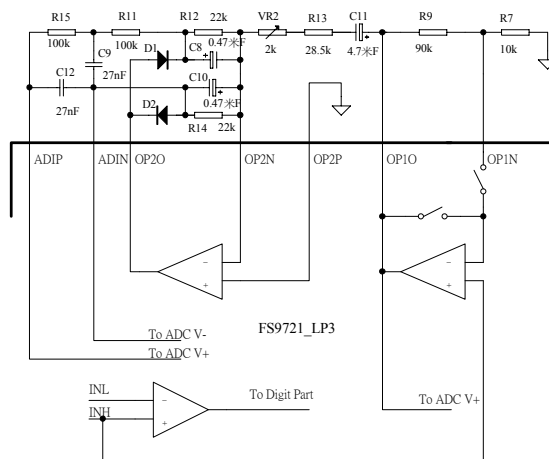 R15
100k
R11
100k
R12
22k
VR2
2k
R13
28.5k
C11
4.7米F
R9
90k
R7
10k
D1
C8
0.47米F
C9
27nF
C12
27nF
C10
0.47米F
D2
R14
22k
ADIP
ADIN
OP2O
OP2N
OP2P
OP1O
OP1N
FS9721_LP3
To ADC V-
To ADC V+
INL
INH
To Digit Part
To ADC V+